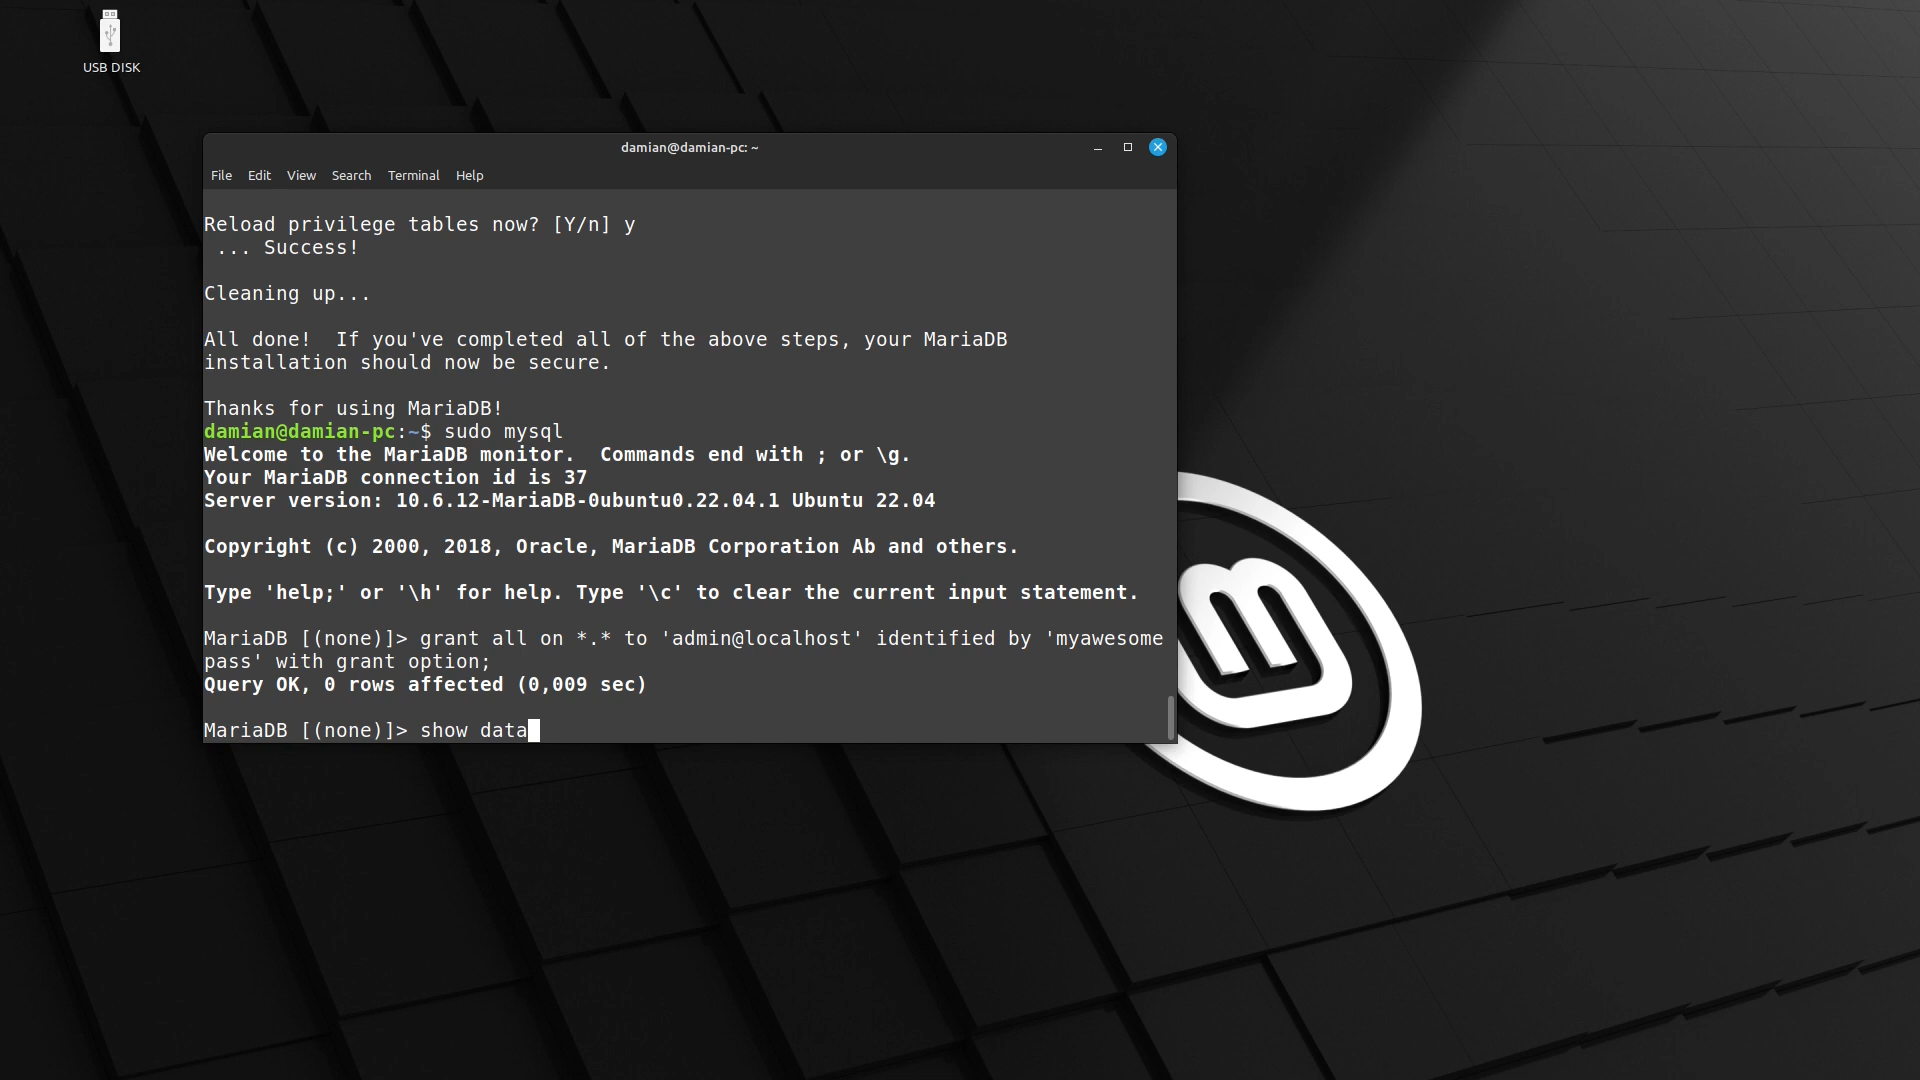 USB DISK
damian@damian-pc: ~
File Edit View Search Terminal Help
Reload privilege tables now? [Y/n] y
... Success!
Cleaning up...
All done!  If you've completed all of the above steps, your MariaDB
installation should now be secure.
Thanks for using MariaDB!
damian@damian-pc:~$ sudo mysql
Welcome to the MariaDB monitor.  Commands end with ; or \g.
Your MariaDB connection id is 37
Server version: 10.6.12-MariaDB-0ubuntu0.22.04.1 Ubuntu 22.04
Copyright (c) 2000, 2018, Oracle, MariaDB Corporation Ab and others.
Type 'help;' or '\h' for help. Type '\c' to clear the current input statement.
MariaDB [(none)]> grant all on *.* to 'admin@localhost' identified by 'myawesome
pass' with grant option;
Query OK, 0 rows affected (0,009 sec)
MariaDB [(none)]> show data